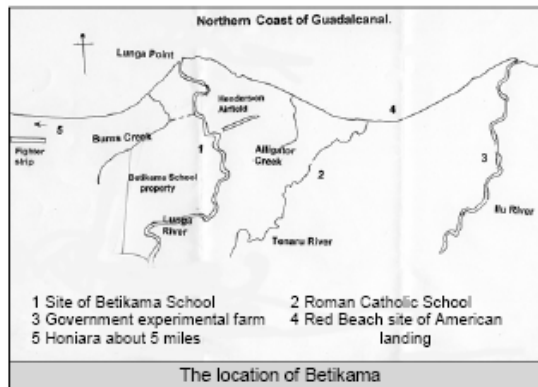 Northern Coast of Guadalcanal.
Lunga Point
Henderson
Airfield
4
5
Burns Creek
1
Alligator
Creek
Fighter
strip
3
2
Betikama School
property
Lunga
River
Ilu River
Tenaru River
1 Site of Betikama School
2 Roman Catholic School
3 Government experimental farm
4 Red Beach site of American
landing
5 Honiara about 5 miles
The location of Betikama